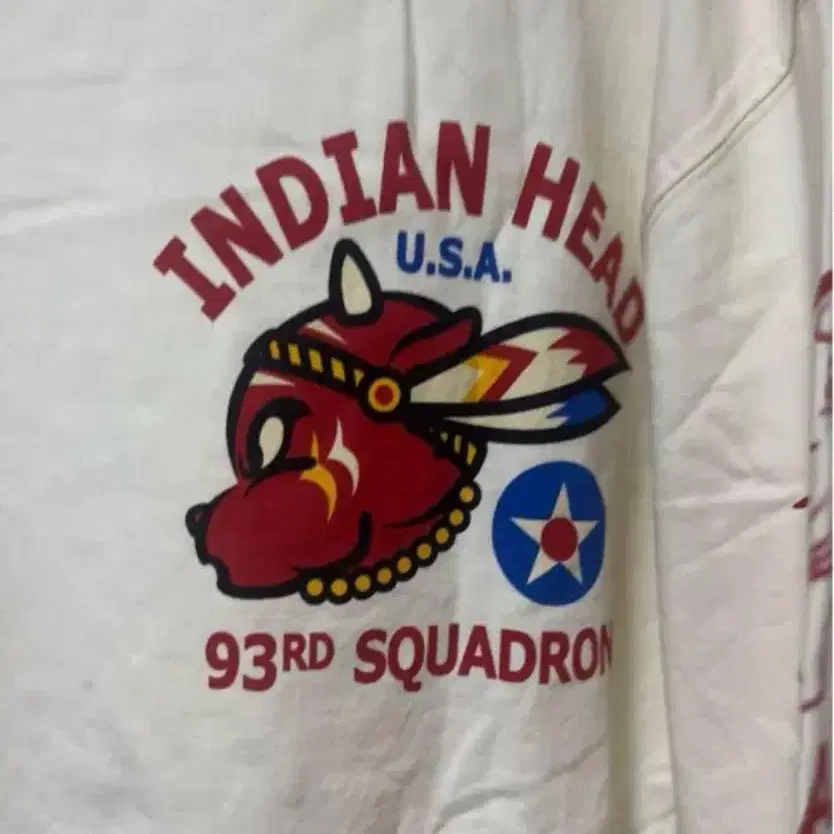 INDIAN HEAD
U.S.A.
93RD SQUADRON